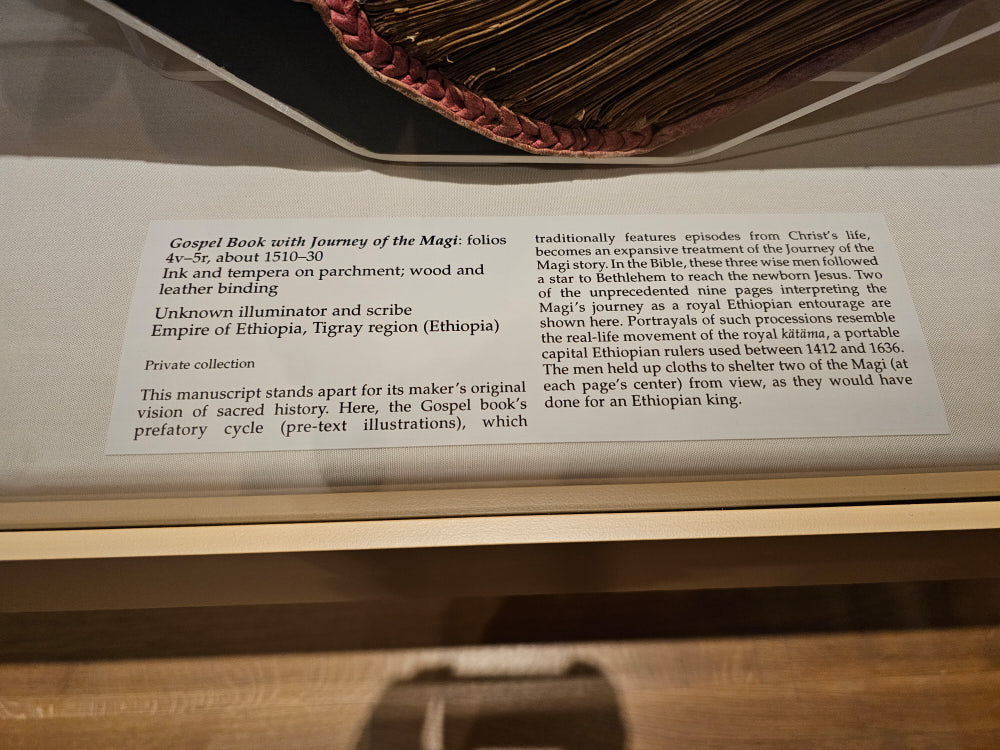 Gospel Book with Journey of the Magi: folios
4v–5r, about 1510–30
Ink and tempera on parchment; wood and
leather binding
Unknown illuminator and scribe
Empire of Ethiopia, Tigray region (Ethiopia)
Private collection
This manuscript stands apart for its maker's original
vision of sacred history. Here, the Gospel book's
prefatory cycle (pre-text illustrations), which
traditionally features episodes from Christ's life,
becomes an expansive treatment of the Journey of the
Magi story. In the Bible, these three wise men followed
a star to Bethlehem to reach the newborn Jesus. Two
of the unprecedented nine pages interpreting the
Magi's journey as a royal Ethiopian entourage are
shown here. Portrayals of such processions resemble
the real-life movement of the royal kätäma, a portable
capital Ethiopian rulers used between 1412 and 1636.
The men held up cloths to shelter two of the Magi (at
each page's center) from view, as they would have
done for an Ethiopian king.